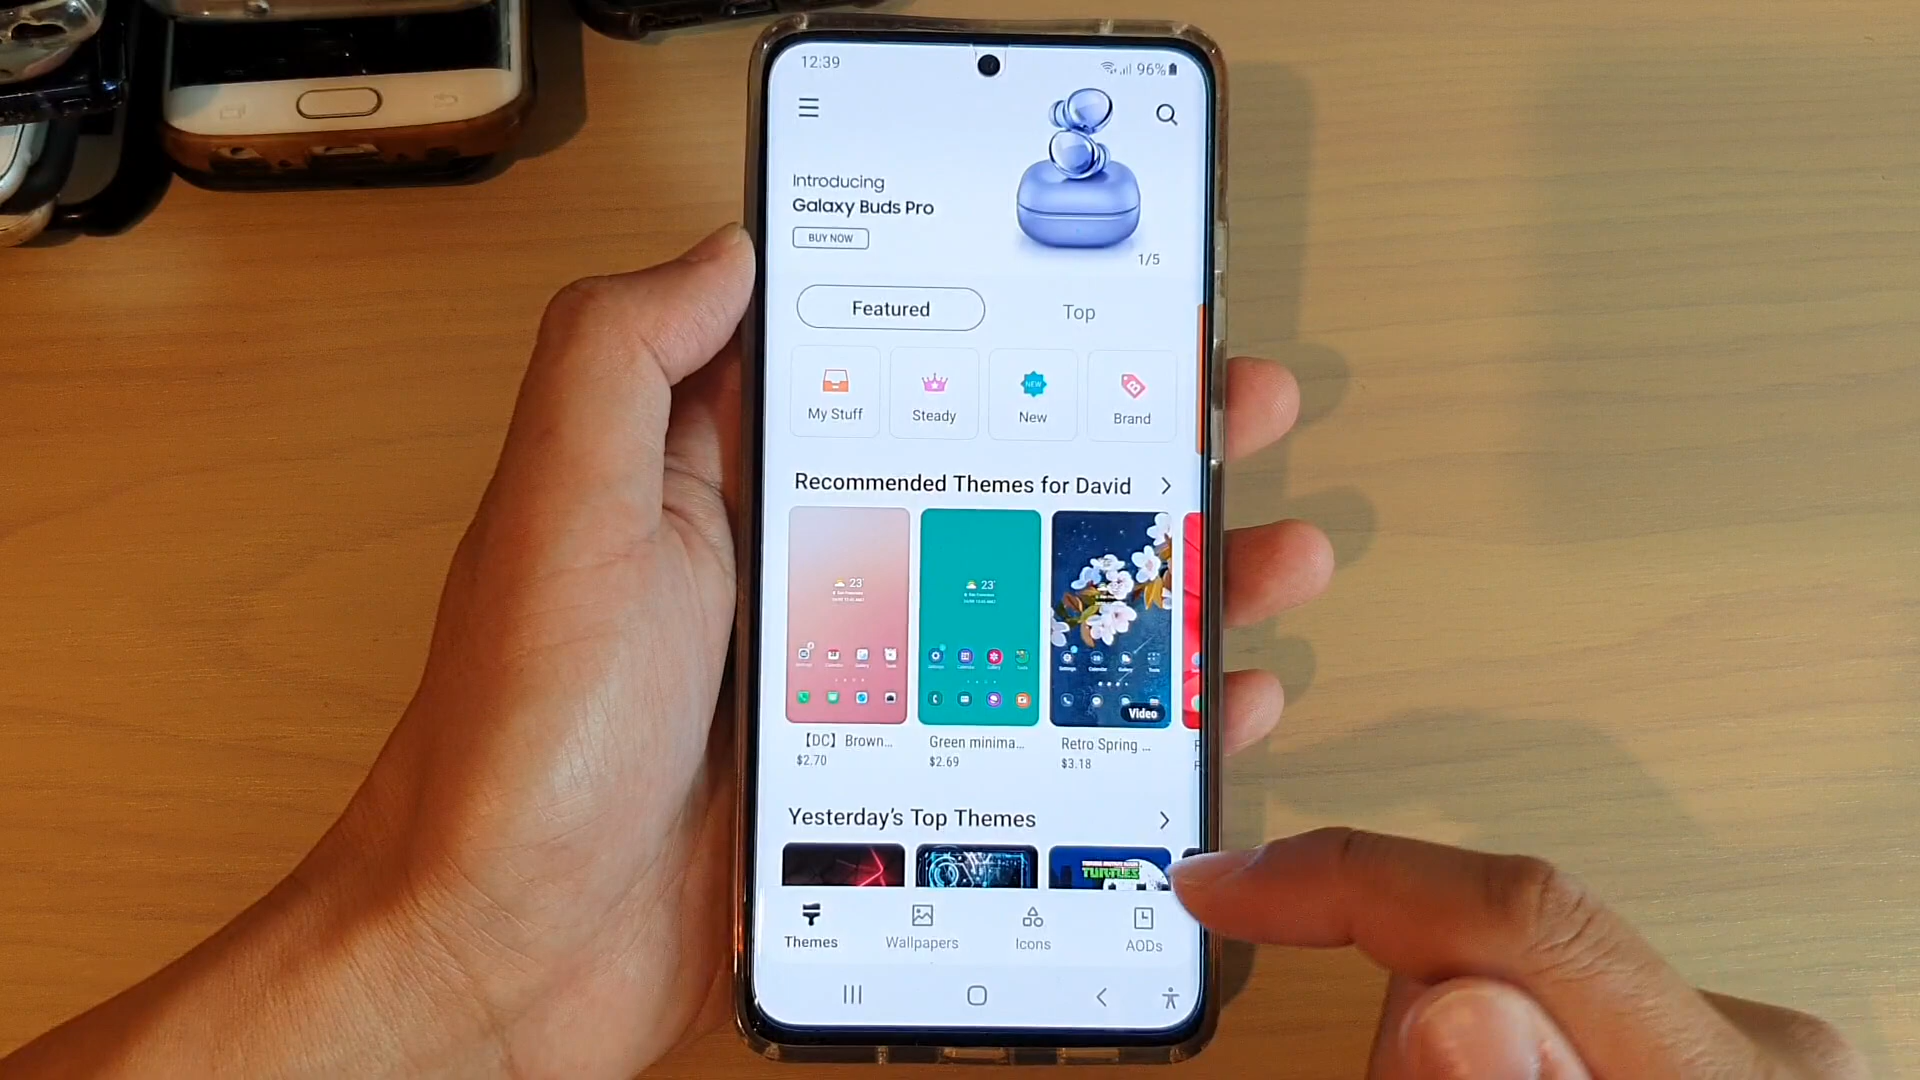 12:39
96%
Introducing
Galaxy Buds Pro
BUY NOW
1/5
Featured
Top
My Stuff
Steady
NEW
New
B
Brand
Recommended Themes for David
23°
23°
Video
【DC】Brown...
$2.70
Green minima...
$2.69
Retro Spring ...
$3.18
Yesterday's Top Themes
TURTLES
Themes
Wallpapers
Icons
AODs